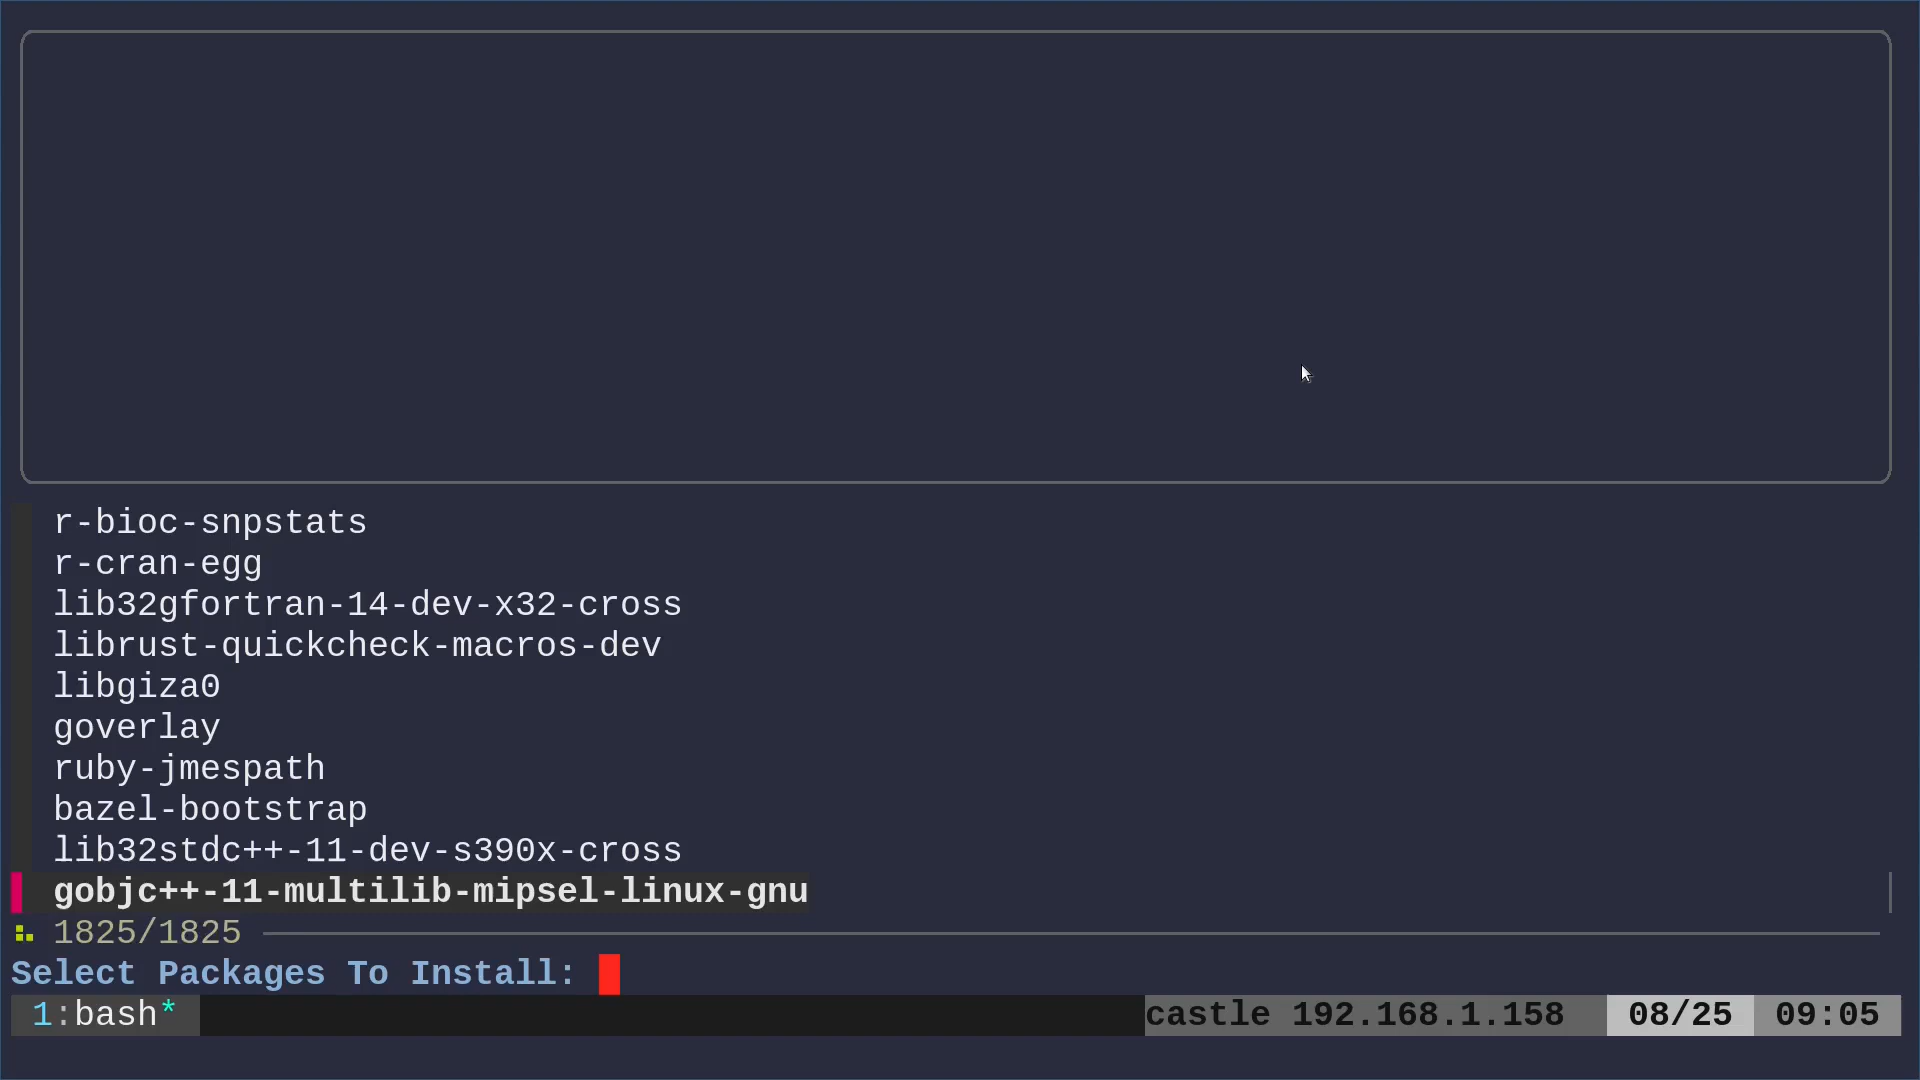 r-bioc-snpstats
r-cran-egg
lib32gfortran-14-dev-x32-cross
librust-quickcheck-macros-dev
libgiza0
goverlay
ruby-jmespath
bazel-bootstrap
lib32stdc++-11-dev-s390x-cross
gobjc++-11-multilib-mipsel-linux-gnu
1825/1825
Select Packages To Install:
1:bash* castle 192.168.1.158 08/25 09:05